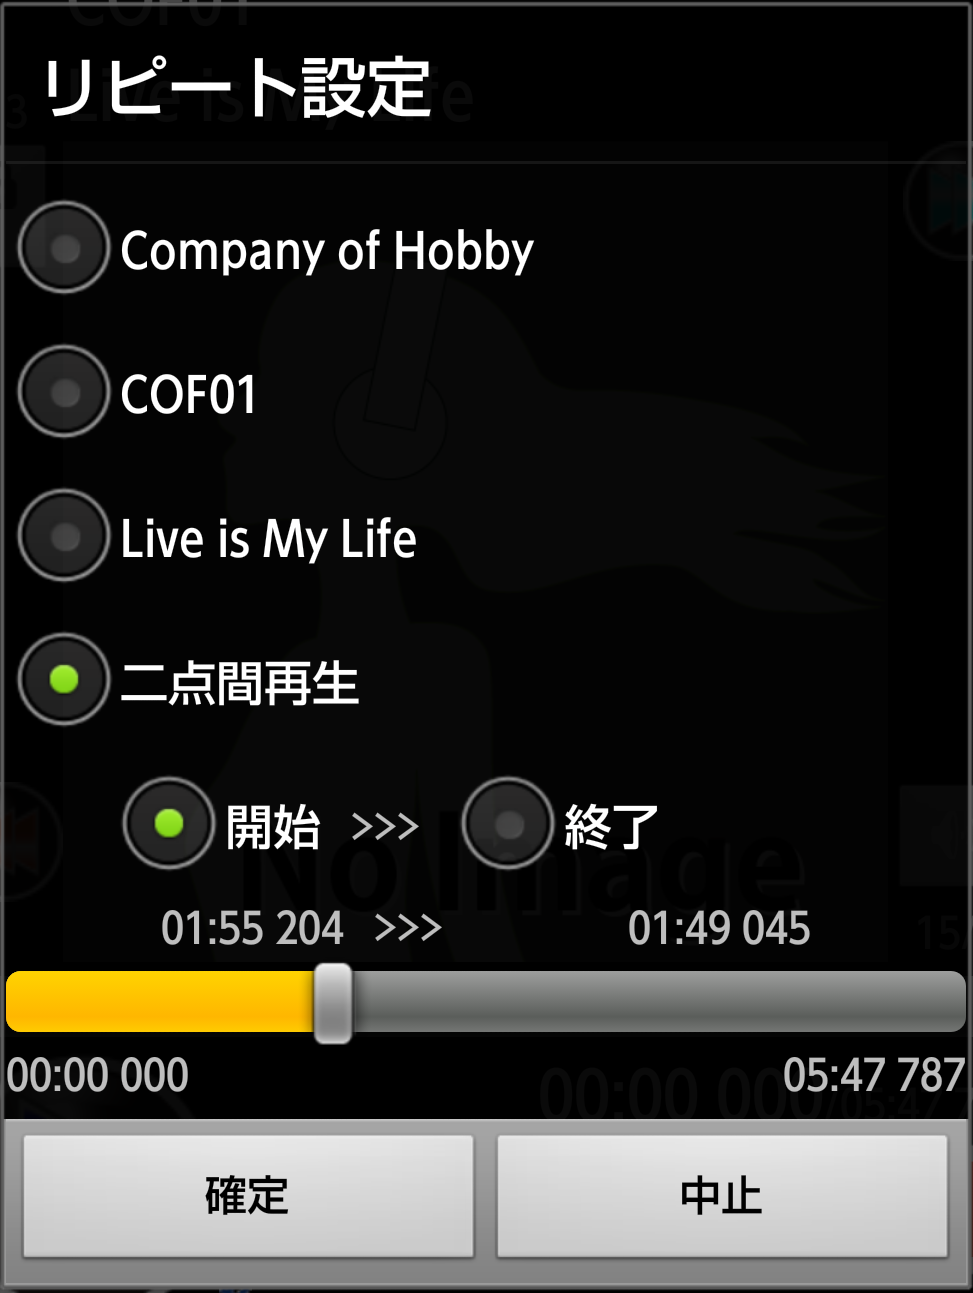 リピート設定
Company of Hobby
COF01
Live is My Life
二点間再生
開始 >>> 終了
01:55 204 >>> 01:49 045
00:00 000 05:47 787
確定 中止
No Image